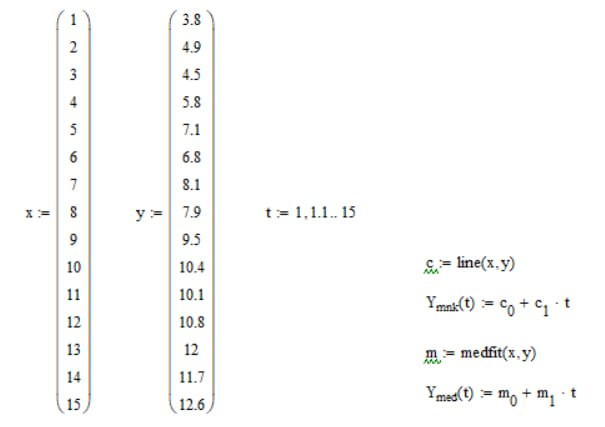 1 3.8
2 4.9
3 4.5
4 5.8
5 7.1
6 6.8
7 8.1
x := 8 y := 7.9 t := 1, 1.1.. 15
9 9.5
10 10.4
c := line(x,y)
11 10.1
Ymnk(t) := c0 + c1 · t
12 10.8
13 12
m := medfit(x,y)
14 11.7
Ymed(t) := m0 + m1 · t
15 12.6